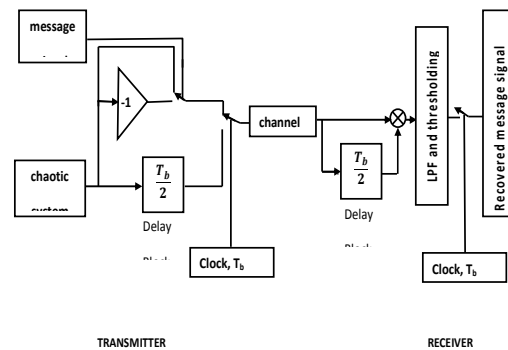 message
-1
chaotic
system
T_b
2
Delay
channel
Clock, T_b
T_b
2
Delay
LPF and thresholding
Clock, T_b
Recovered message signal
TRANSMITTER
RECEIVER